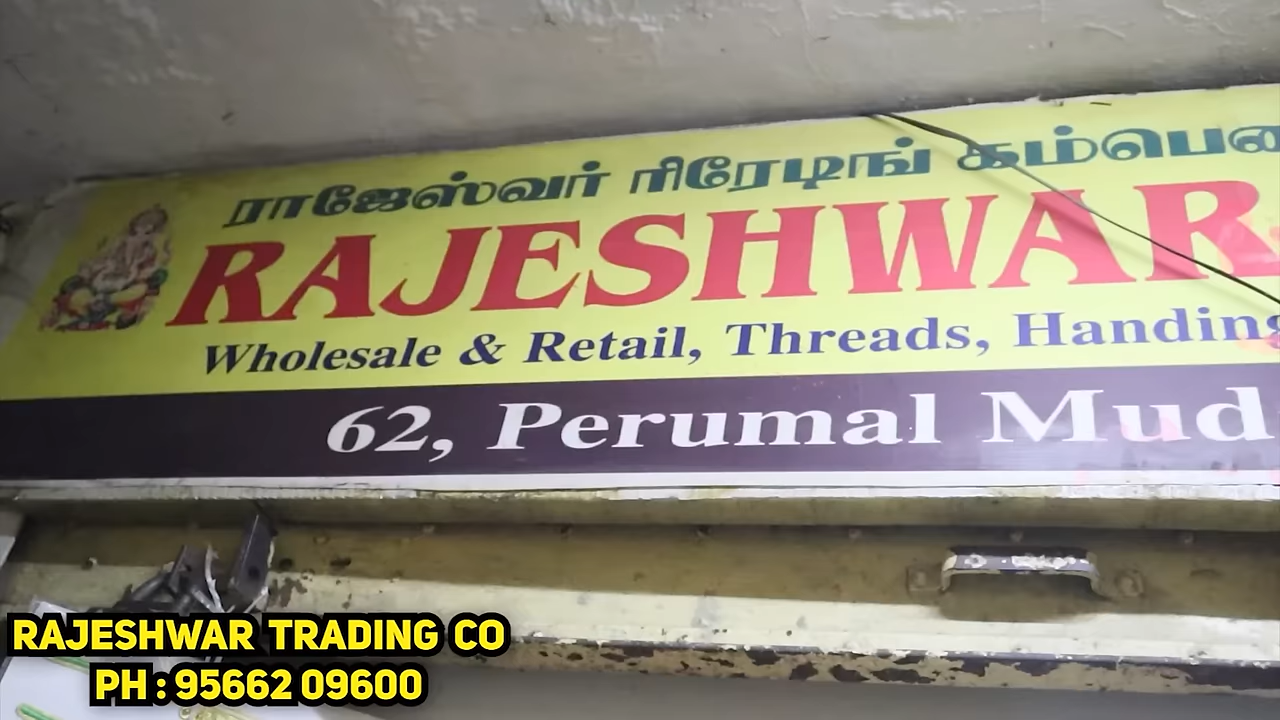 ராஜேஸ்வர் ரிரேடிங் கம்பெ
RAJESHWAR
Wholesale & Retail, Threads, Handing
62, Perumal Mud
RAJESHWAR TRADING CO
PH : 95662 09600